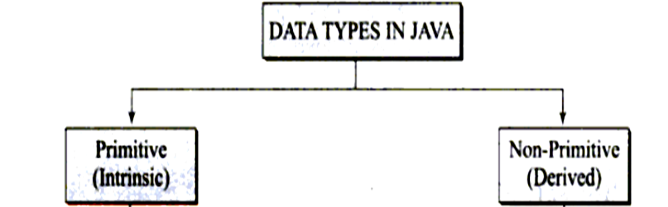 DATA TYPES IN JAVA
Primitive
(Intrinsic)
Non-Primitive
(Derived)